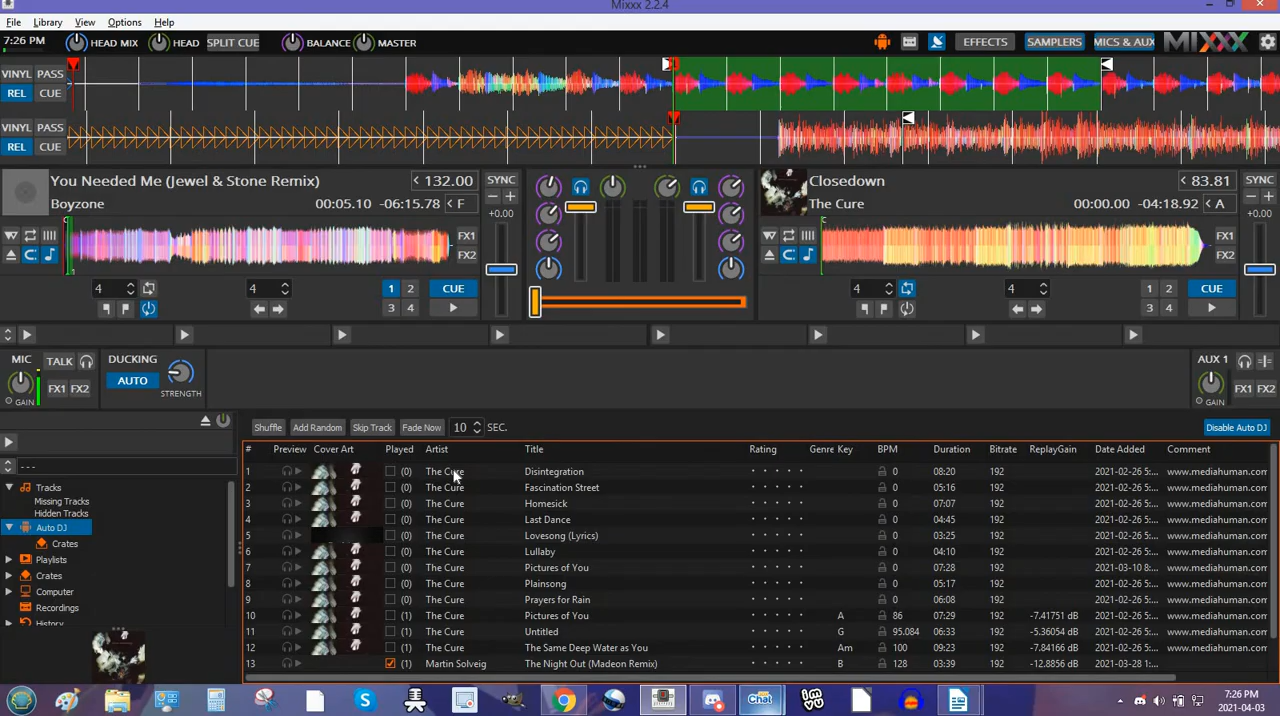 Mixxx 2.2.4
File Library View Options Help
7:26 PM HEAD MIX HEAD SPLIT CUE BALANCE MASTER EFFECTS SAMPLERS MICS & AUX MIXXX
VINYL PASS
REL CUE
VINYL PASS
REL CUE
You Needed Me (Jewel & Stone Remix) < 132.00 SYNC
Boyzone 00:05.10 -06:15.78 < F +0.00
FX1
FX2
4 4 1 2 CUE
3 4
Closedown < 83.81 SYNC
The Cure 00:00.00 -04:18.92 < A +0.00
FX1
FX2
4 4 1 2 CUE
3 4
MIC TALK DUCKING
AUTO
GAIN FX1 FX2 STRENGTH
AUX 1
GAIN FX1 FX2
Shuffle Add Random Skip Track Fade Now 10 SEC. Disable Auto DJ
- - -
Tracks
Missing Tracks
Hidden Tracks
Auto DJ
Crates
Playlists
Crates
Computer
Recordings
History
# Preview Cover Art Played Artist Title Rating Genre Key BPM Duration Bitrate ReplayGain Date Added Comment
1 (0) The Cure Disintegration 0 08:20 192 2021-02-26 5:... www.mediahuman....
2 (0) The Cure Fascination Street 0 05:16 192 2021-02-26 5:... www.mediahuman....
3 (0) The Cure Homesick 0 07:07 192 2021-02-26 5:... www.mediahuman....
4 (0) The Cure Last Dance 0 04:45 192 2021-02-26 5:... www.mediahuman....
5 (0) The Cure Lovesong (Lyrics) 0 03:25 192 2021-02-26 5:... www.mediahuman....
6 (0) The Cure Lullaby 0 04:10 192 2021-02-26 5:... www.mediahuman....
7 (0) The Cure Pictures of You 0 07:28 192 2021-03-10 8:... www.mediahuman....
8 (0) The Cure Plainsong 0 05:17 192 2021-02-26 5:... www.mediahuman....
9 (0) The Cure Prayers for Rain 0 06:08 192 2021-02-26 5:... www.mediahuman....
10 (1) The Cure Pictures of You A 86 07:29 192 -7.41751 dB 2021-02-26 5:... www.mediahuman....
11 (1) The Cure Untitled G 95.084 06:33 192 -5.36054 dB 2021-02-26 5:... www.mediahuman....
12 (1) The Cure The Same Deep Water as You Am 100 09:23 192 -7.84166 dB 2021-02-26 5:... www.mediahuman....
13 (1) Martin Solveig The Night Out (Madeon Remix) B 128 03:39 192 -12.8856 dB 2021-03-28 1:... www.mediahuman....
Chat
7:26 PM
2021-04-03